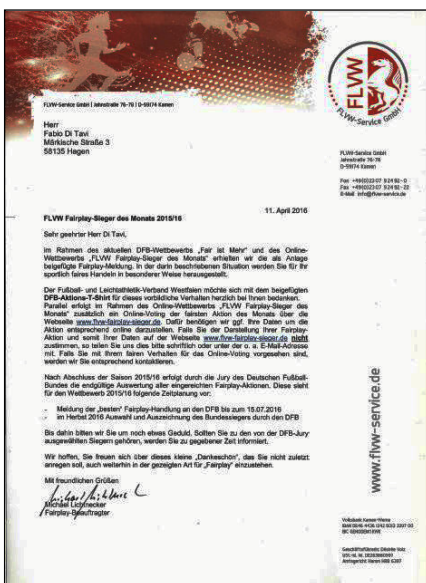 FLVW
FLVW-Service GmbH
FLVW-Service GmbH | Jahnstraße 76-78 | D-59174 Kamen
Herr
Fabio Di Tavi
Märkische Straße 3
58135 Hagen
FLVW-Service GmbH
Jahnstraße 76-78
D-59174 Kamen
E-Mail info@flvw-service.de
11. April 2016
FLVW Fairplay-Sieger des Monats 2015/16
Sehr geehrter Herr Di Tavi,
im Rahmen des aktuellen DFB-Wettbewerbs „Fair ist Mehr“ und des Online-
Wettbewerbs „FLVW Fairplay-Sieger des Monats“ erhielten wir die als Anlage
beigefügte Fairplay-Meldung. In der darin beschriebenen Situation werden Sie für Ihr
sportlich faires Handeln in besonderer Weise herausgestellt.
Der Fußball- und Leichtathletik-Verband Westfalen möchte sich mit dem beigefügten
DFB-Aktions-T-Shirt für dieses vorbildliche Verhalten herzlich bei Ihnen bedanken.
Parallel erfolgt im Rahmen des Online-Wettbewerbs „FLVW Fairplay-Sieger des
Monats“ zusätzlich ein Online-Voting der fairsten Aktion des Monats über die
Webseite www.flvw-fairplay-sieger.de. Dafür benötigen wir ggf. Ihre Daten um die
Aktion entsprechend online darzustellen. Falls Sie der Darstellung Ihrer Fairplay-
Aktion und somit Ihrer Daten auf der Webseite www.flvw-fairplay-sieger.de nicht
zustimmen, so teilen Sie uns dies bitte schriftlich oder unter der o. a. E-Mail-Adresse
mit. Falls Sie mit Ihrem fairen Verhalten für das Online-Voting vorgesehen sind,
werden wir Sie entsprechend kontaktieren.
Nach Abschluss der Saison 2015/16 erfolgt durch die Jury des Deutschen Fußball-
Bundes die endgültige Auswertung aller eingereichten Fairplay-Aktionen. Diese sieht
für den Wettbewerb 2015/16 folgende Zeitplanung vor:
- Meldung der „besten“ Fairplay-Handlung an den DFB bis zum 15.07.2016
- im Herbst 2016 Auswahl und Auszeichnung des Bundessiegers durch den DFB
Bis dahin bitten wir Sie um noch etwas Geduld. Sollten Sie zu den von der DFB-Jury
ausgewählten Siegern gehören, werden Sie zu gegebener Zeit informiert.
Wir hoffen, Sie freuen sich über dieses kleine „Dankeschön“, das Sie nicht zuletzt
anregen soll, auch weiterhin in der gezeigten Art für „Fairplay“ einzustehen.
Mit freundlichen Grüßen
Michael Lichtnecker
Fairplay-Beauftragter
www.flvw-service.de
Volksbank Kamen-Werne